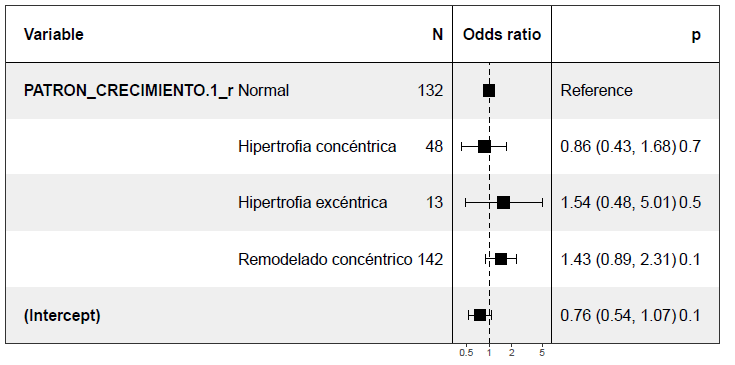 Variable N Odds ratio p
PATRON_CRECIMIENTO.1_r Normal 132 Reference
Hipertrofia concéntrica 48 0.86 (0.43, 1.68) 0.7
Hipertrofia excéntrica 13 1.54 (0.48, 5.01) 0.5
Remodelado concéntrico 142 1.43 (0.89, 2.31) 0.1
(Intercept) 0.76 (0.54, 1.07) 0.1
0.5 1 2 5